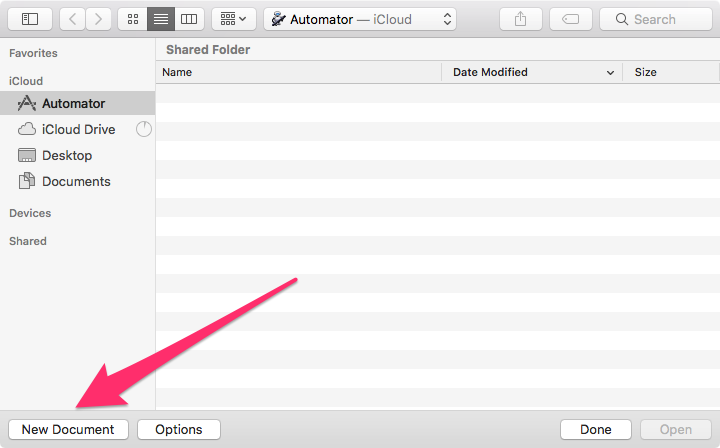 Automator — iCloud
Search
Favorites
iCloud
Automator
iCloud Drive
Desktop
Documents
Devices
Shared
Shared Folder
Name Date Modified Size
New Document Options Done Open